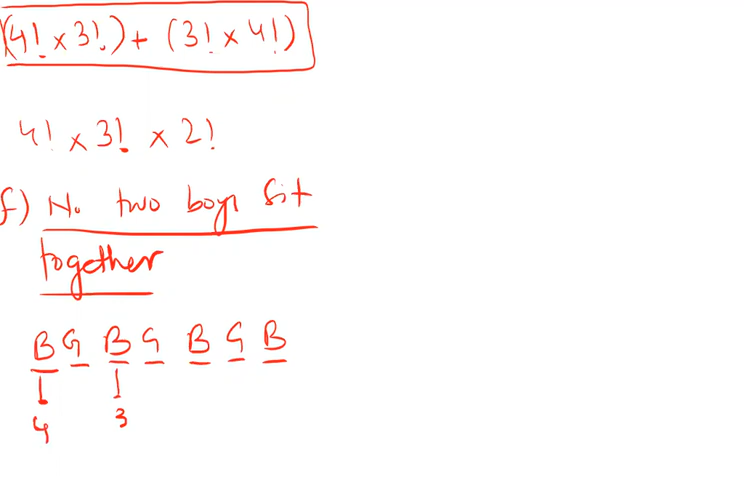 (4! x 3!) + (3! x 4!)
4! x 3! x 2!
f) No two boys sit
together
B G B G B G B
4 3